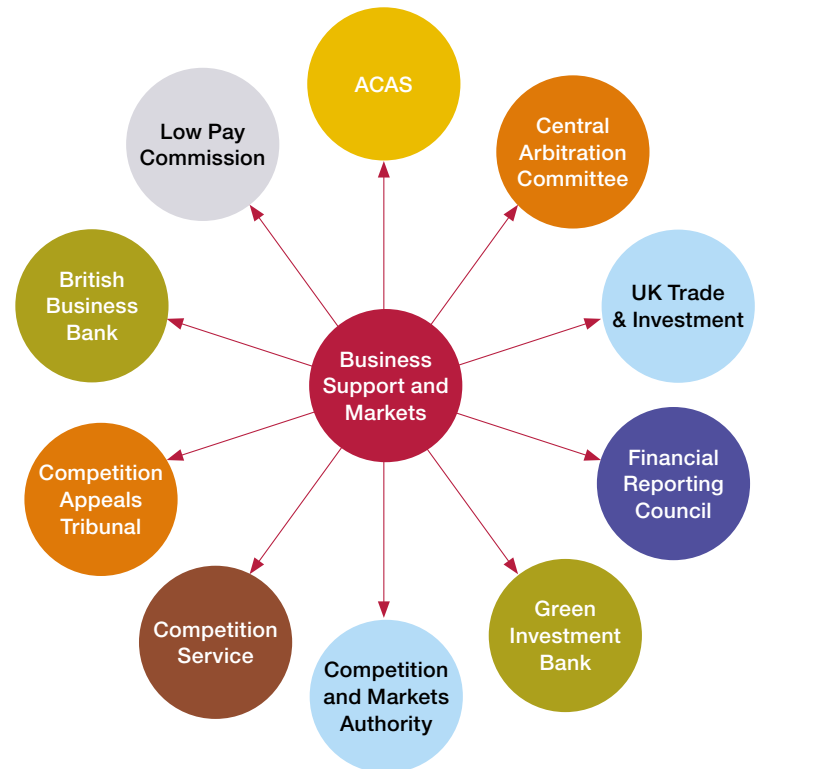 ACAS
Central
Arbitration
Committee
UK Trade
& Investment
Financial
Reporting
Council
Green
Investment
Bank
Competition
and Markets
Authority
Competition
Service
Competition
Appeals
Tribunal
British
Business
Bank
Low Pay
Commission
Business
Support and
Markets